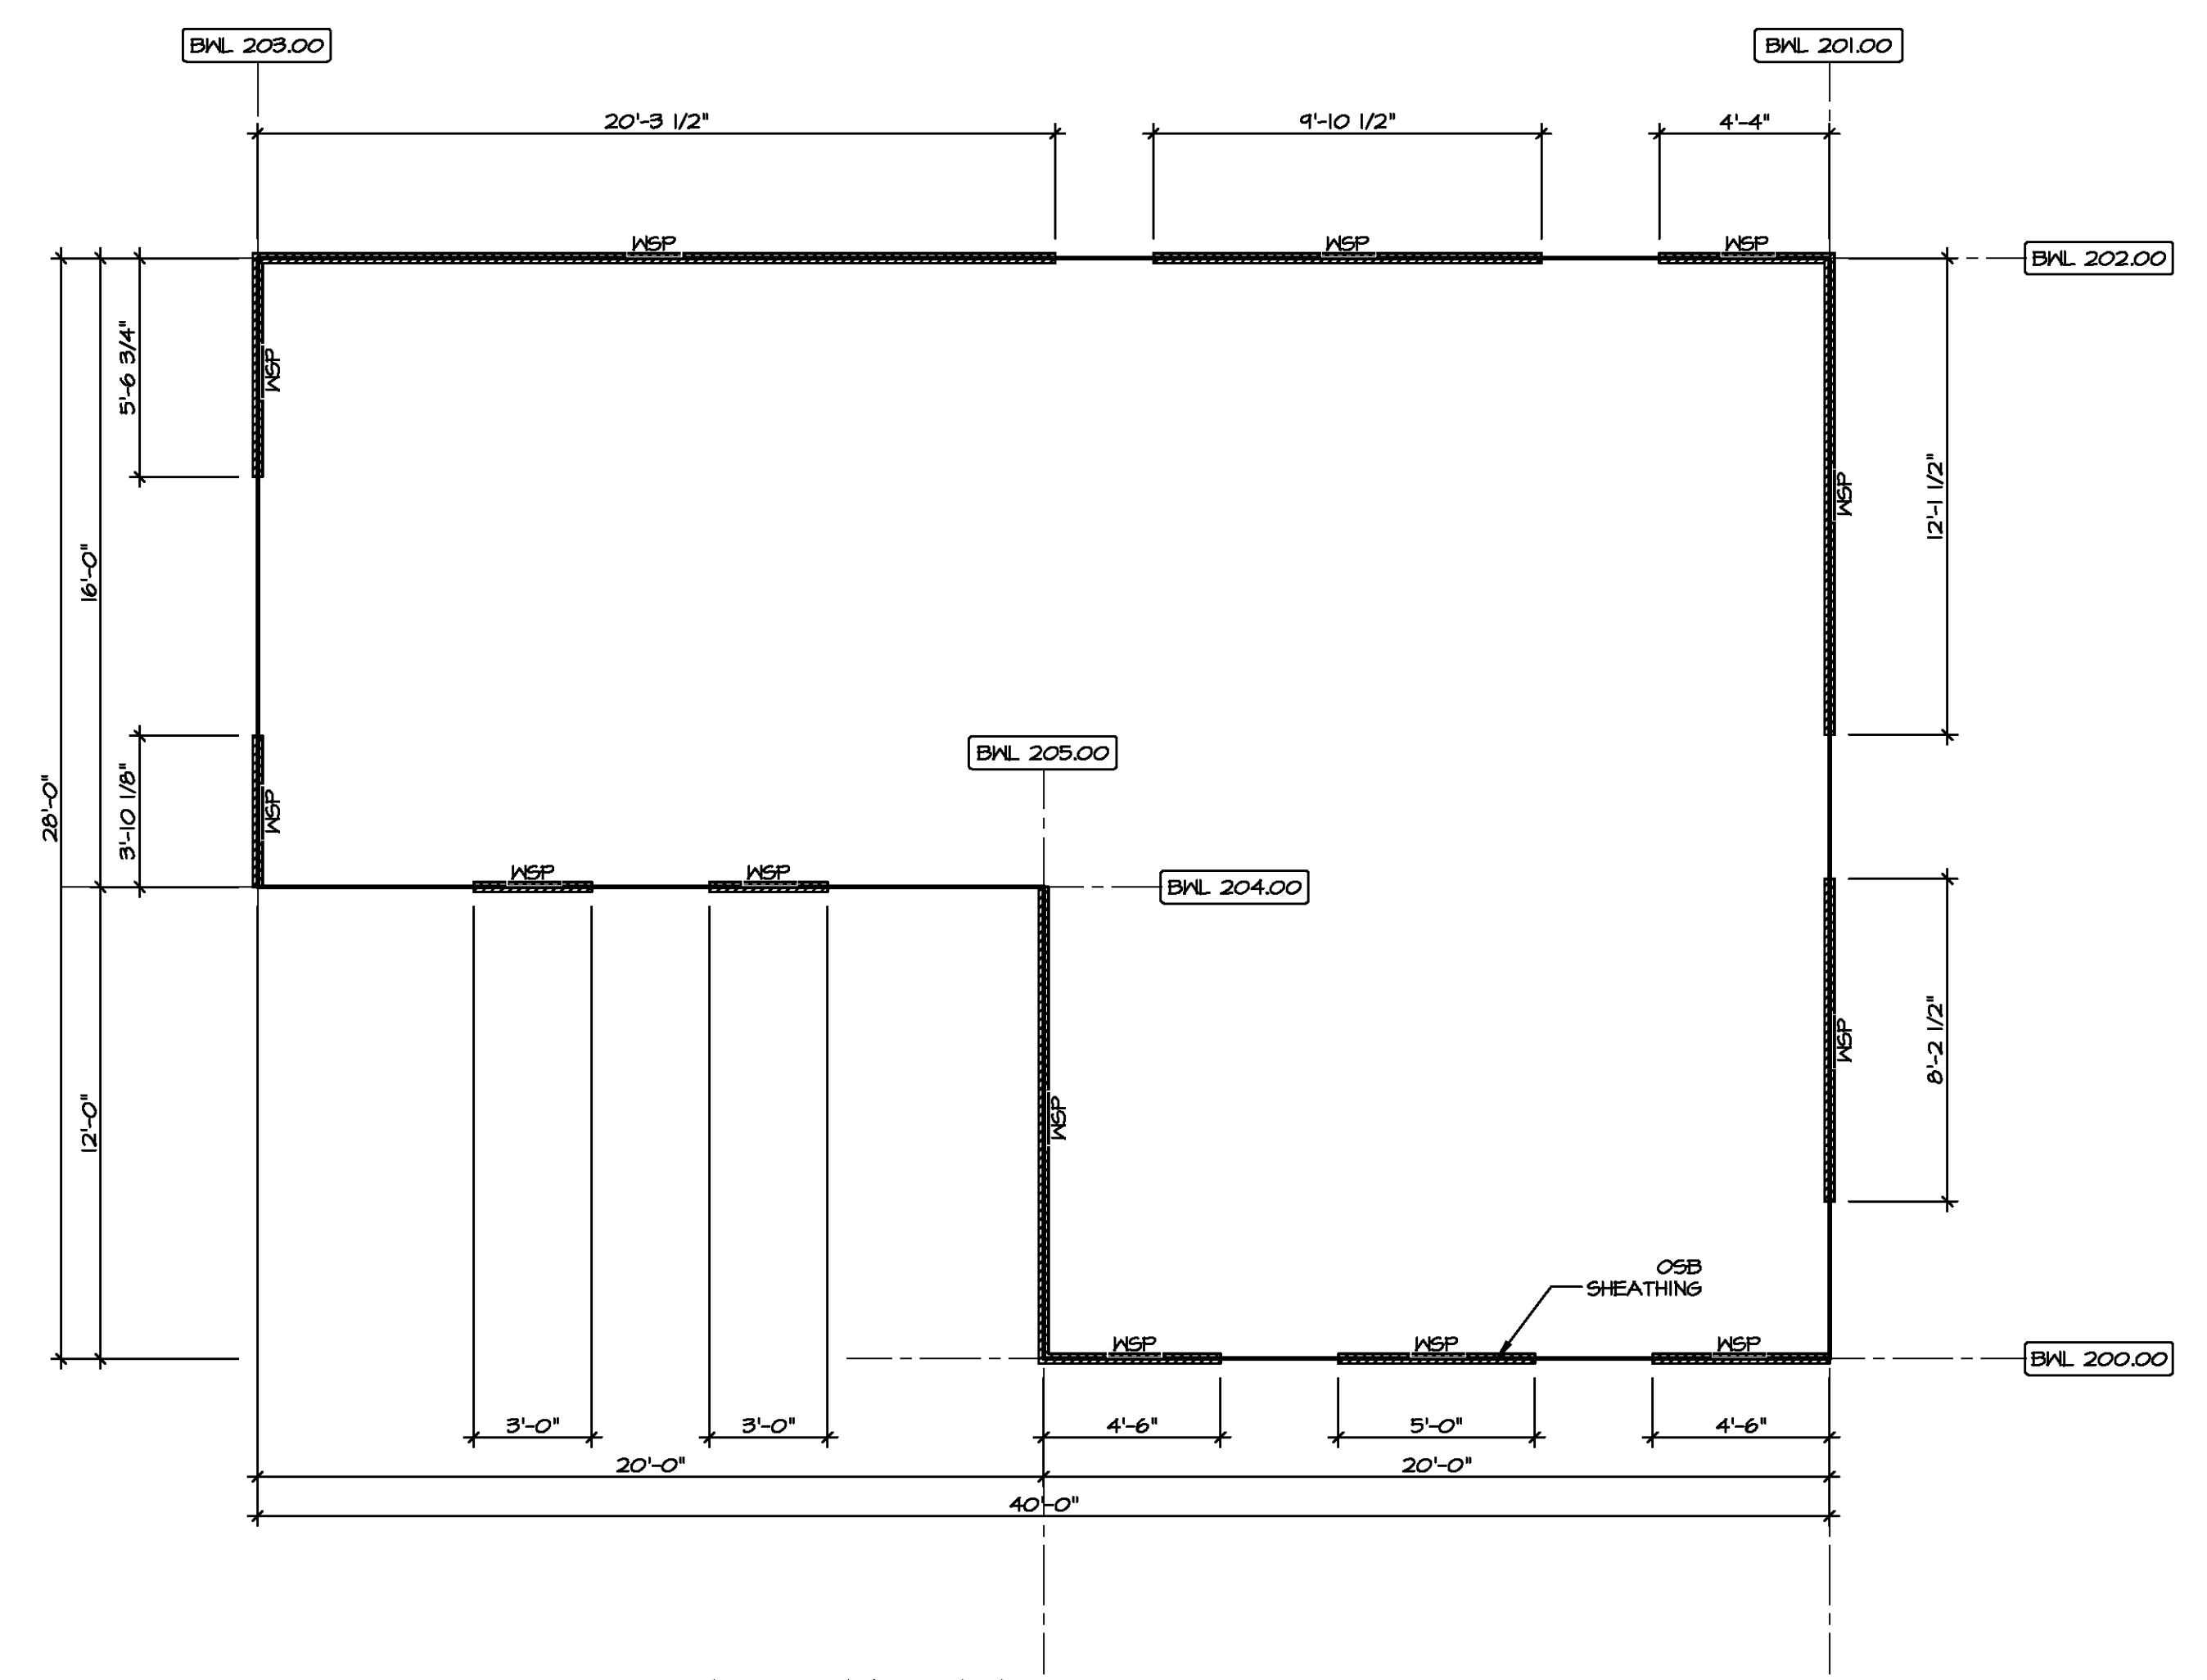 BWL 203.00
BWL 201.00
20'-3 1/2"
9'-10 1/2"
4'-4"
WSP
WSP
WSP
BWL 202.00
5'-6 3/4"
WSP
12'-1 1/2"
WSP
16'-0"
BWL 205.00
28'-0"
3'-10 1/8"
WSP
WSP
WSP
BWL 204.00
8'-2 1/2"
WSP
12'-0"
WSP
OSB
SHEATHING
WSP
WSP
WSP
BWL 200.00
3'-0"
3'-0"
4'-6"
5'-0"
4'-6"
20'-0"
20'-0"
40'-0"